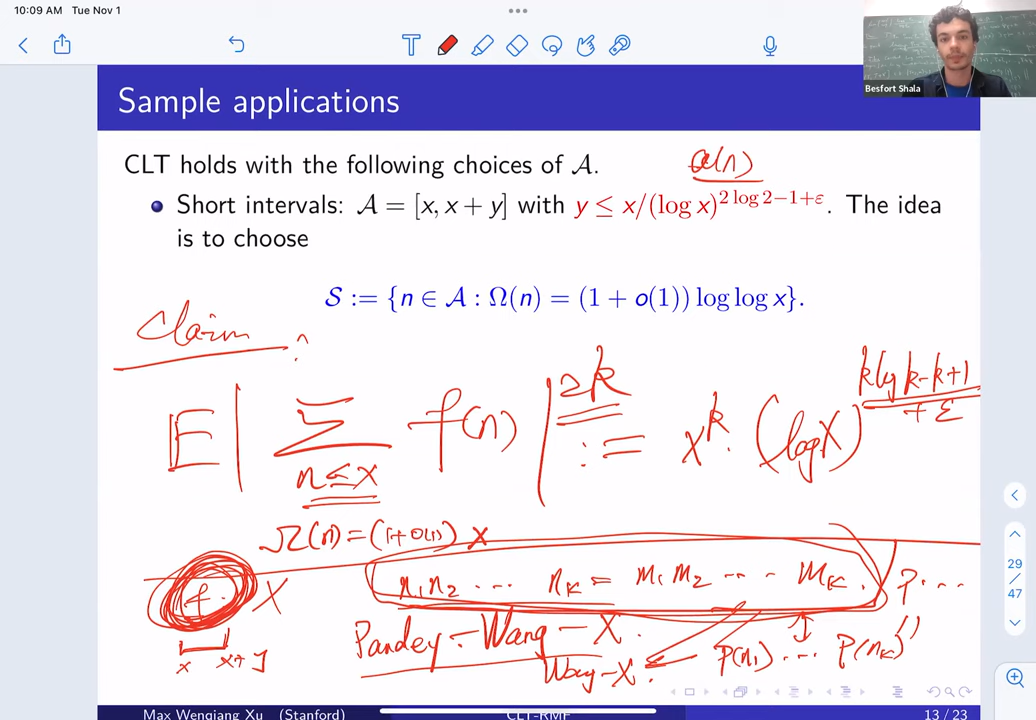 10:09 AM Tue Nov 1
Besfort Shala
Sample applications
CLT holds with the following choices of 𝒜.
a(n)
Short intervals: 𝒜 = [x, x + y] with y ≤ x/(log x)^{2 log 2−1+ε}. The idea
is to choose
𝒮 := {n ∈ 𝒜 : Ω(n) = (1 + o(1)) log log x}.
Claim :
E | ∑_{n≤x} f(n) |^{2k} := x^k · (log x)^{k log k - k + 1 + ε}
Ω(n) = (1+o(1)) x
f. X
x x+y
n₁n₂ ... n_k = m₁m₂ ... m_k . p...
Pandey - Wang - X.
Wang - X.
P(n₁) ... P(n_k)
29
/
47
Max Wenqiang Xu (Stanford)
CLT-RMF
13 / 23